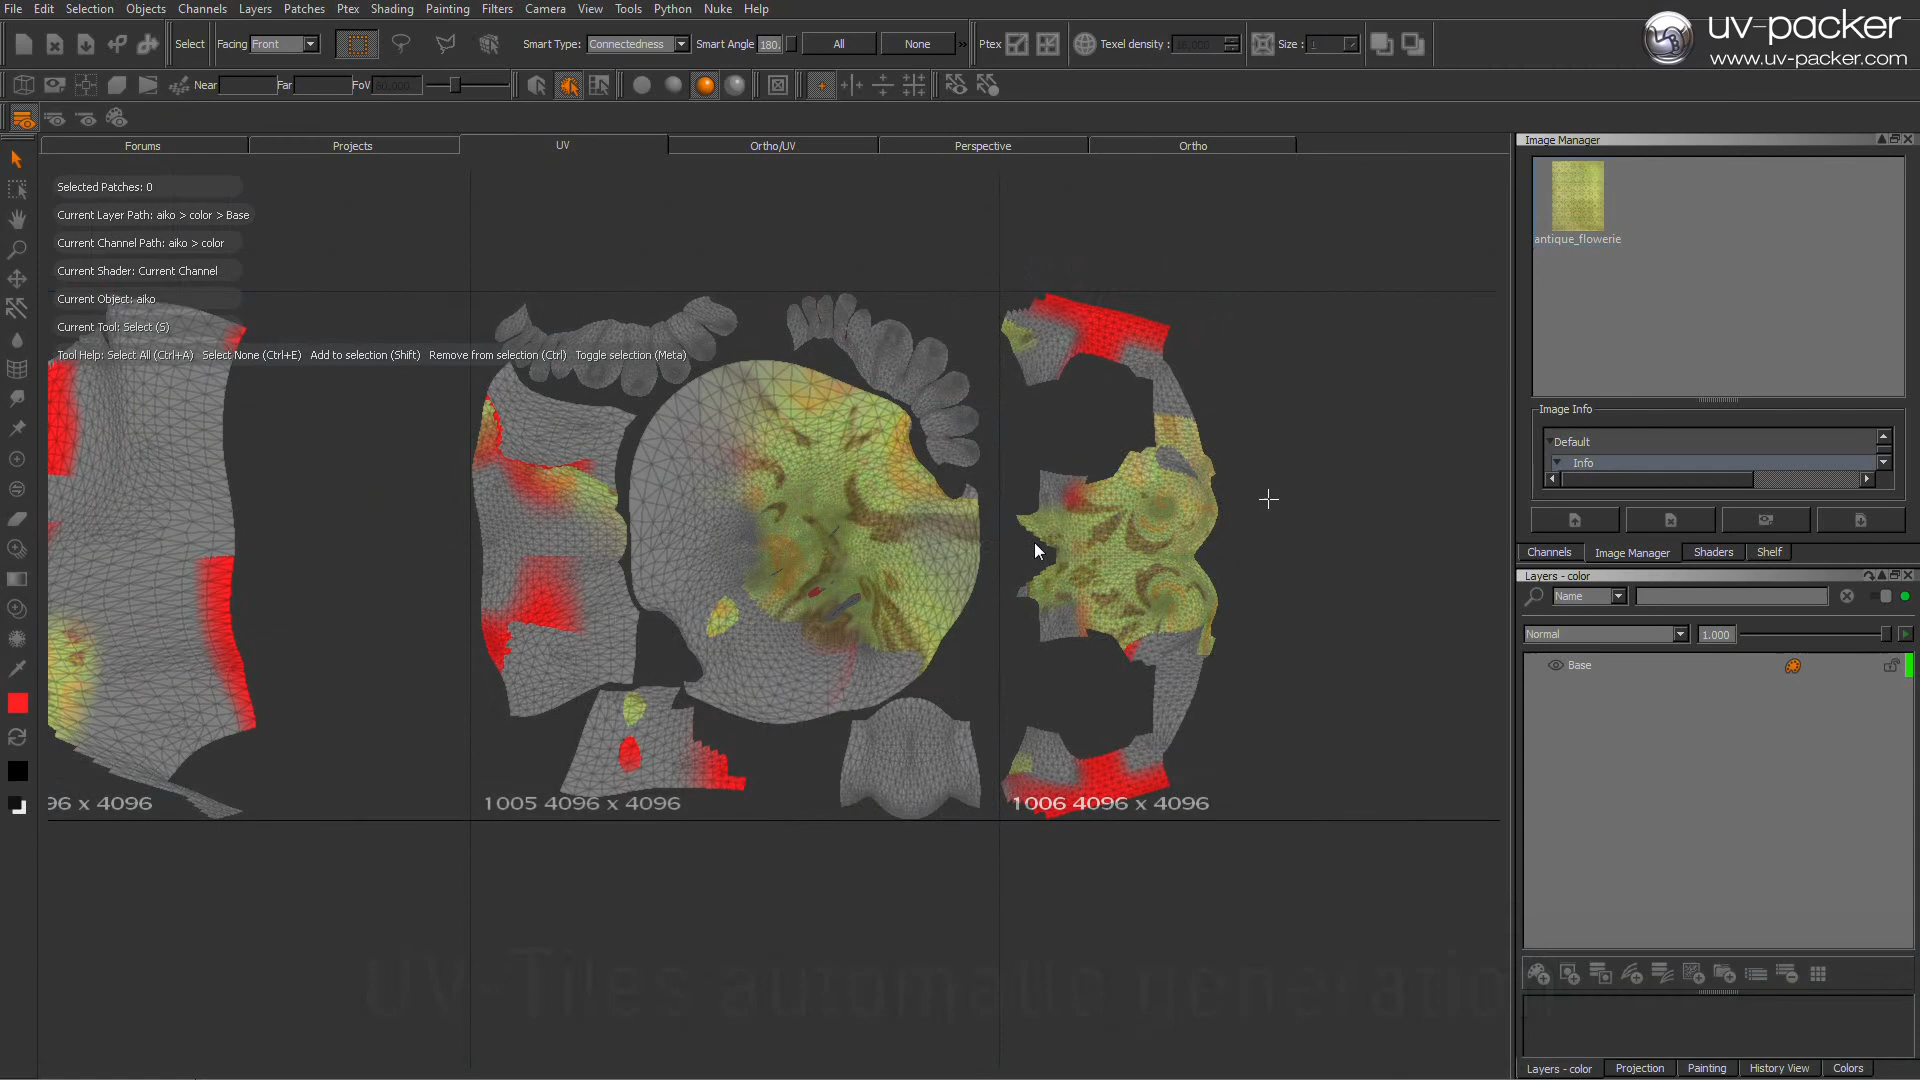 File Edit Selection Objects Channels Layers Patches Ptex Shading Painting Filters Camera View Tools Python Nuke Help
uv-packer
www.uv-packer.com
Select Facing Front Smart Type: Connectedness Smart Angle 180. All None » Ptex Texel density : Size : 1
Near Far FoV
Forums Projects UV Ortho/UV Perspective Ortho
Selected Patches: 0
Current Layer Path: aiko > color > Base
Current Channel Path: aiko > color
Current Shader: Current Channel
Current Object: aiko
Current Tool: Select (S)
Tool Help: Select All (Ctrl+A) Select None (Ctrl+E) Add to selection (Shift) Remove from selection (Ctrl) Toggle selection (Meta)
96 x 4096
1005 4096 x 4096
1006 4096 x 4096
UV-Tiles automatic generation
Image Manager
antique_flowerie
Image Info
Default
Info
Channels Image Manager Shaders Shelf
Layers - color
Name
Normal 1.000
Base
Layers - color Projection Painting History View Colors